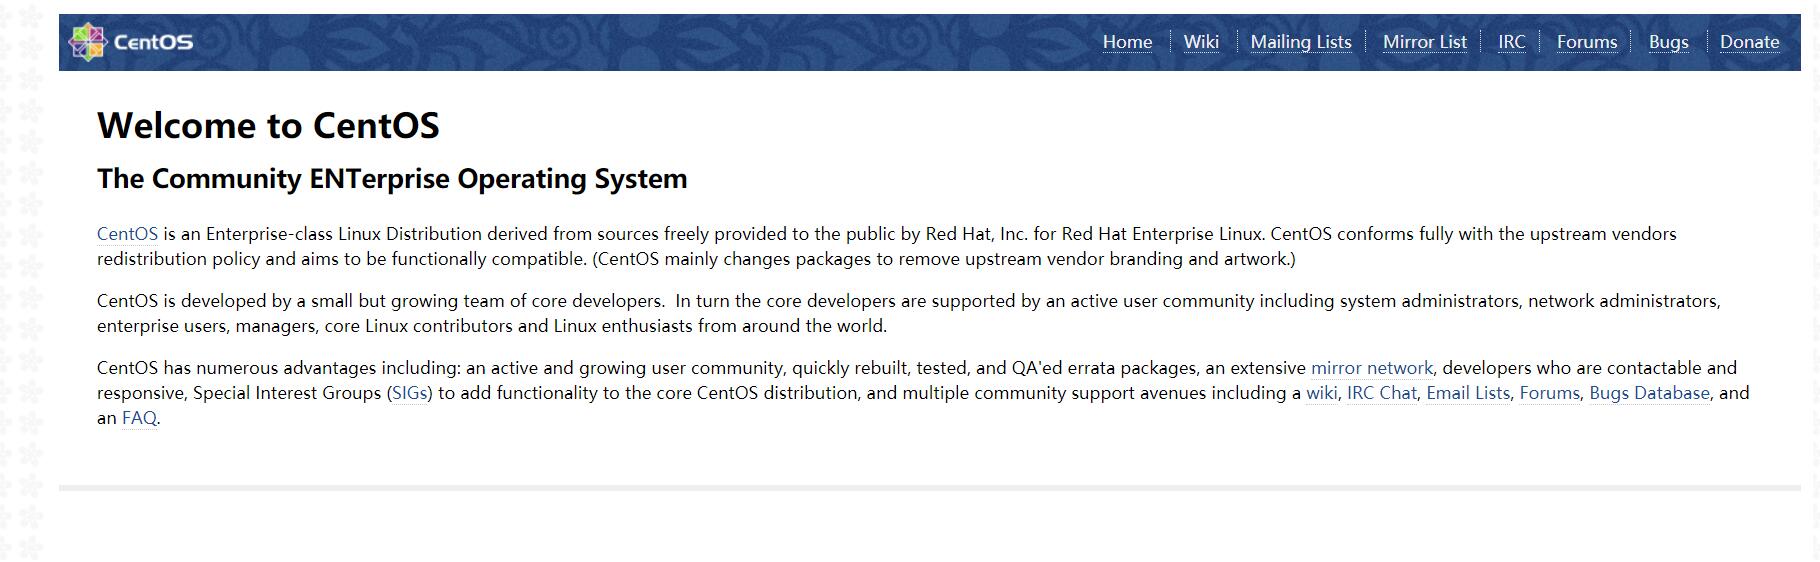 CentOS
Home Wiki Mailing Lists Mirror List IRC Forums Bugs Donate
Welcome to CentOS
The Community ENTerprise Operating System
CentOS is an Enterprise-class Linux Distribution derived from sources freely provided to the public by Red Hat, Inc. for Red Hat Enterprise Linux. CentOS conforms fully with the upstream vendors
redistribution policy and aims to be functionally compatible. (CentOS mainly changes packages to remove upstream vendor branding and artwork.)
CentOS is developed by a small but growing team of core developers.  In turn the core developers are supported by an active user community including system administrators, network administrators,
enterprise users, managers, core Linux contributors and Linux enthusiasts from around the world.
CentOS has numerous advantages including: an active and growing user community, quickly rebuilt, tested, and QA'ed errata packages, an extensive mirror network, developers who are contactable and
responsive, Special Interest Groups (SIGs) to add functionality to the core CentOS distribution, and multiple community support avenues including a wiki, IRC Chat, Email Lists, Forums, Bugs Database, and
an FAQ.